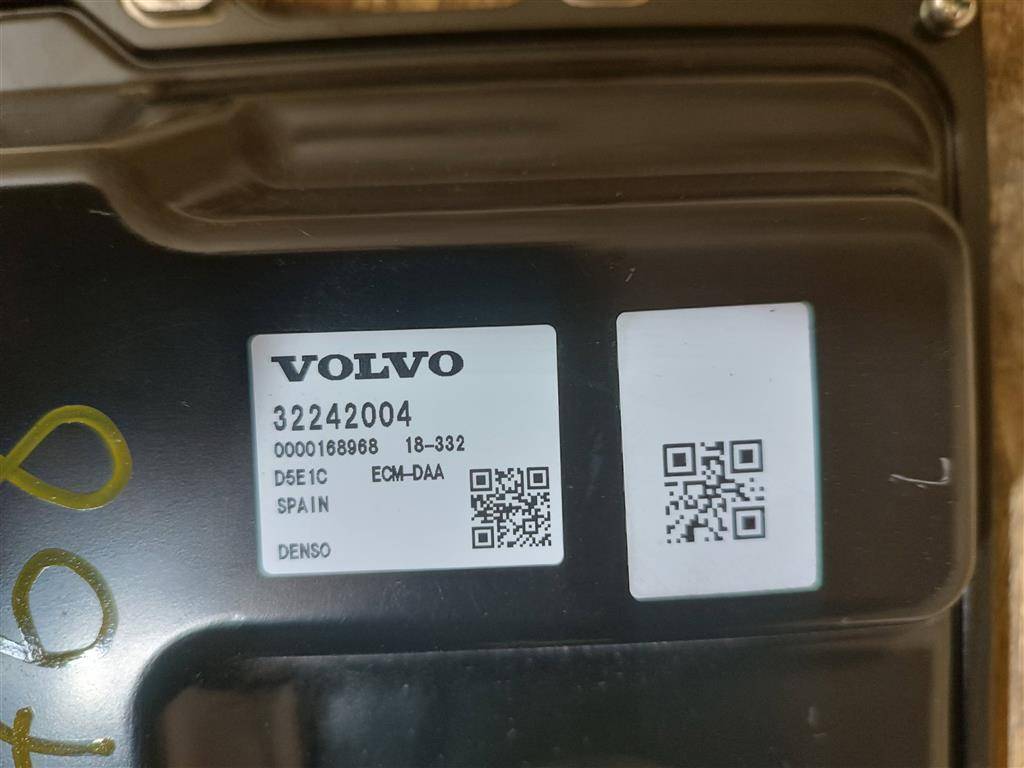 VOLVO
32242004
0000168968 18-332
D5E1C ECM-DAA
SPAIN
DENSO